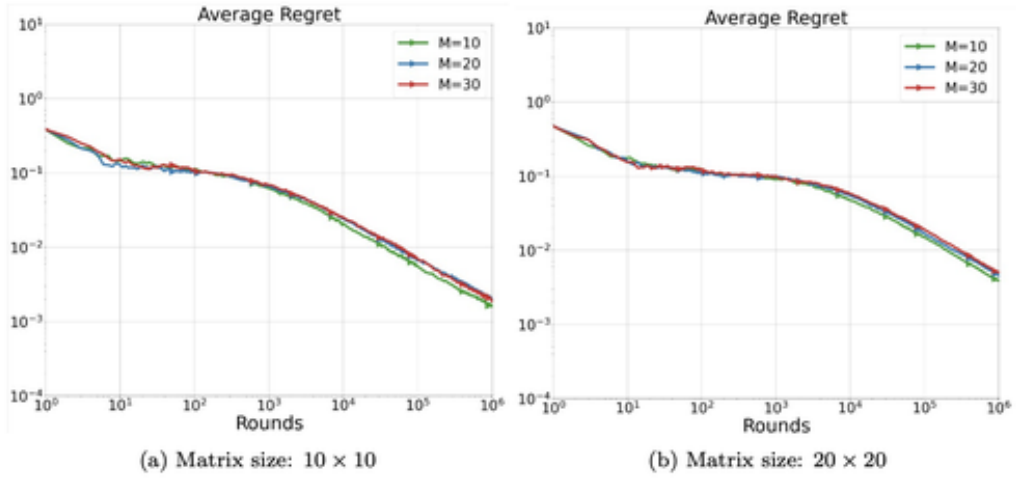 Average Regret
10^1
10^0
10^-1
10^-2
10^-3
10^-4
M=10
M=20
M=30
10^0 10^1 10^2 10^3 10^4 10^5 10^6
Rounds
(a) Matrix size: 10 × 10
Average Regret
10^1
10^0
10^-1
10^-2
10^-3
10^-4
M=10
M=20
M=30
10^0 10^1 10^2 10^3 10^4 10^5 10^6
Rounds
(b) Matrix size: 20 × 20